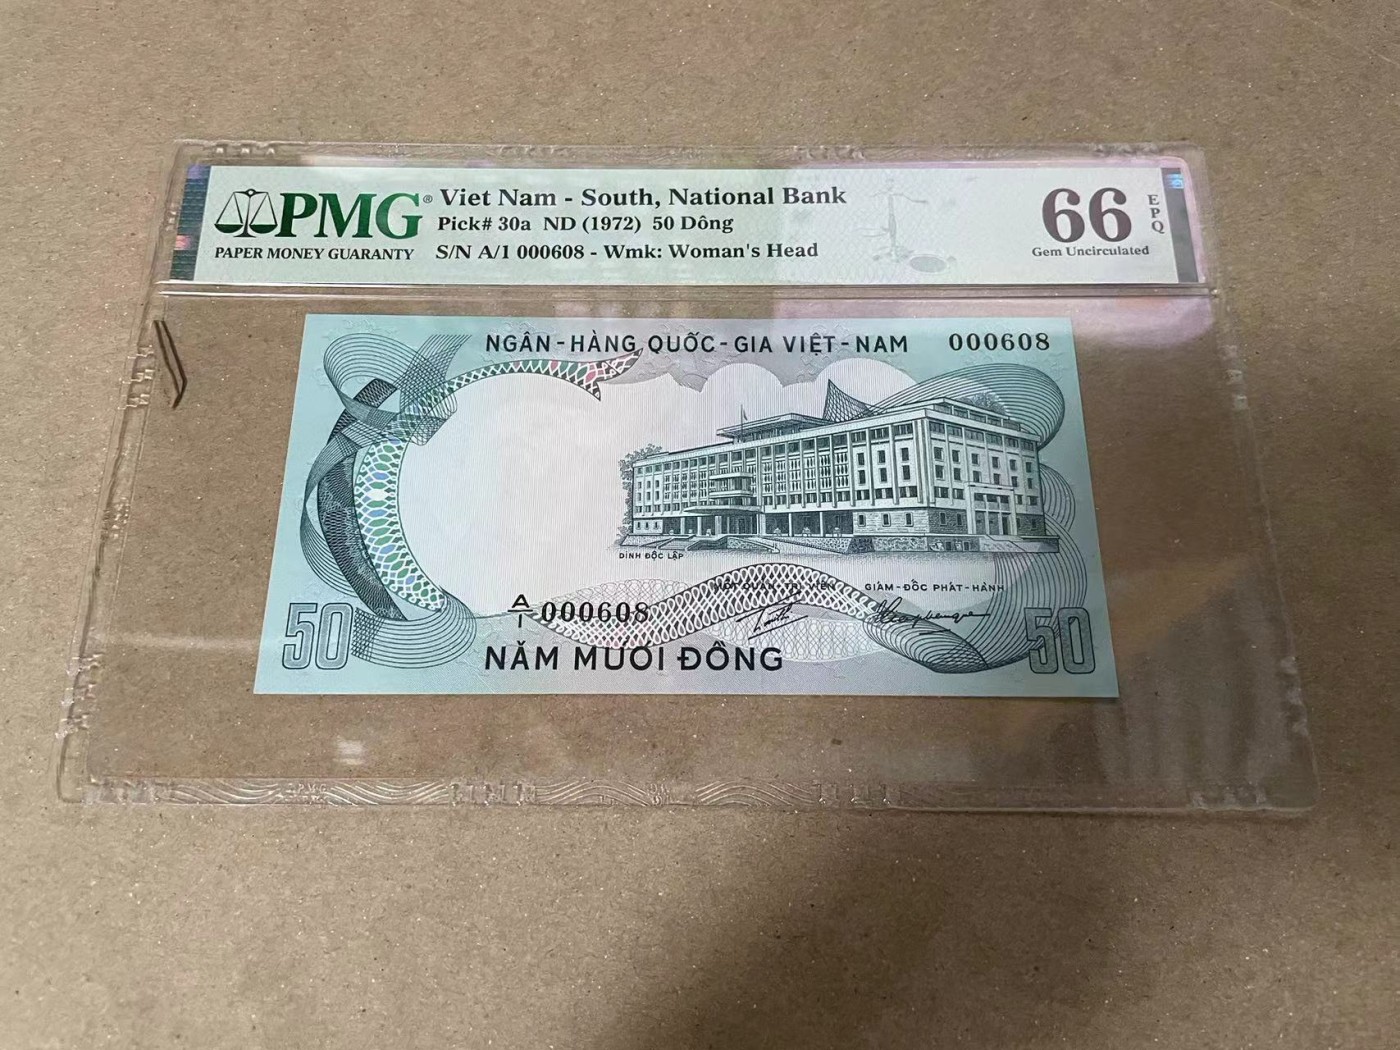 PMG®
PAPER MONEY GUARANTY
Viet Nam - South, National Bank
Pick# 30a ND (1972) 50 Dông
S/N A/1 000608 - Wmk: Woman's Head
66
EPQ
Gem Uncirculated
NGÂN-HÀNG QUỐC-GIA VIỆT-NAM 000608
DINH ĐỘC LẬP
GIÁM-ĐỐC PHÁT-HÀNH
A/1 000608
50 50
NĂM MƯƠI ĐỒNG